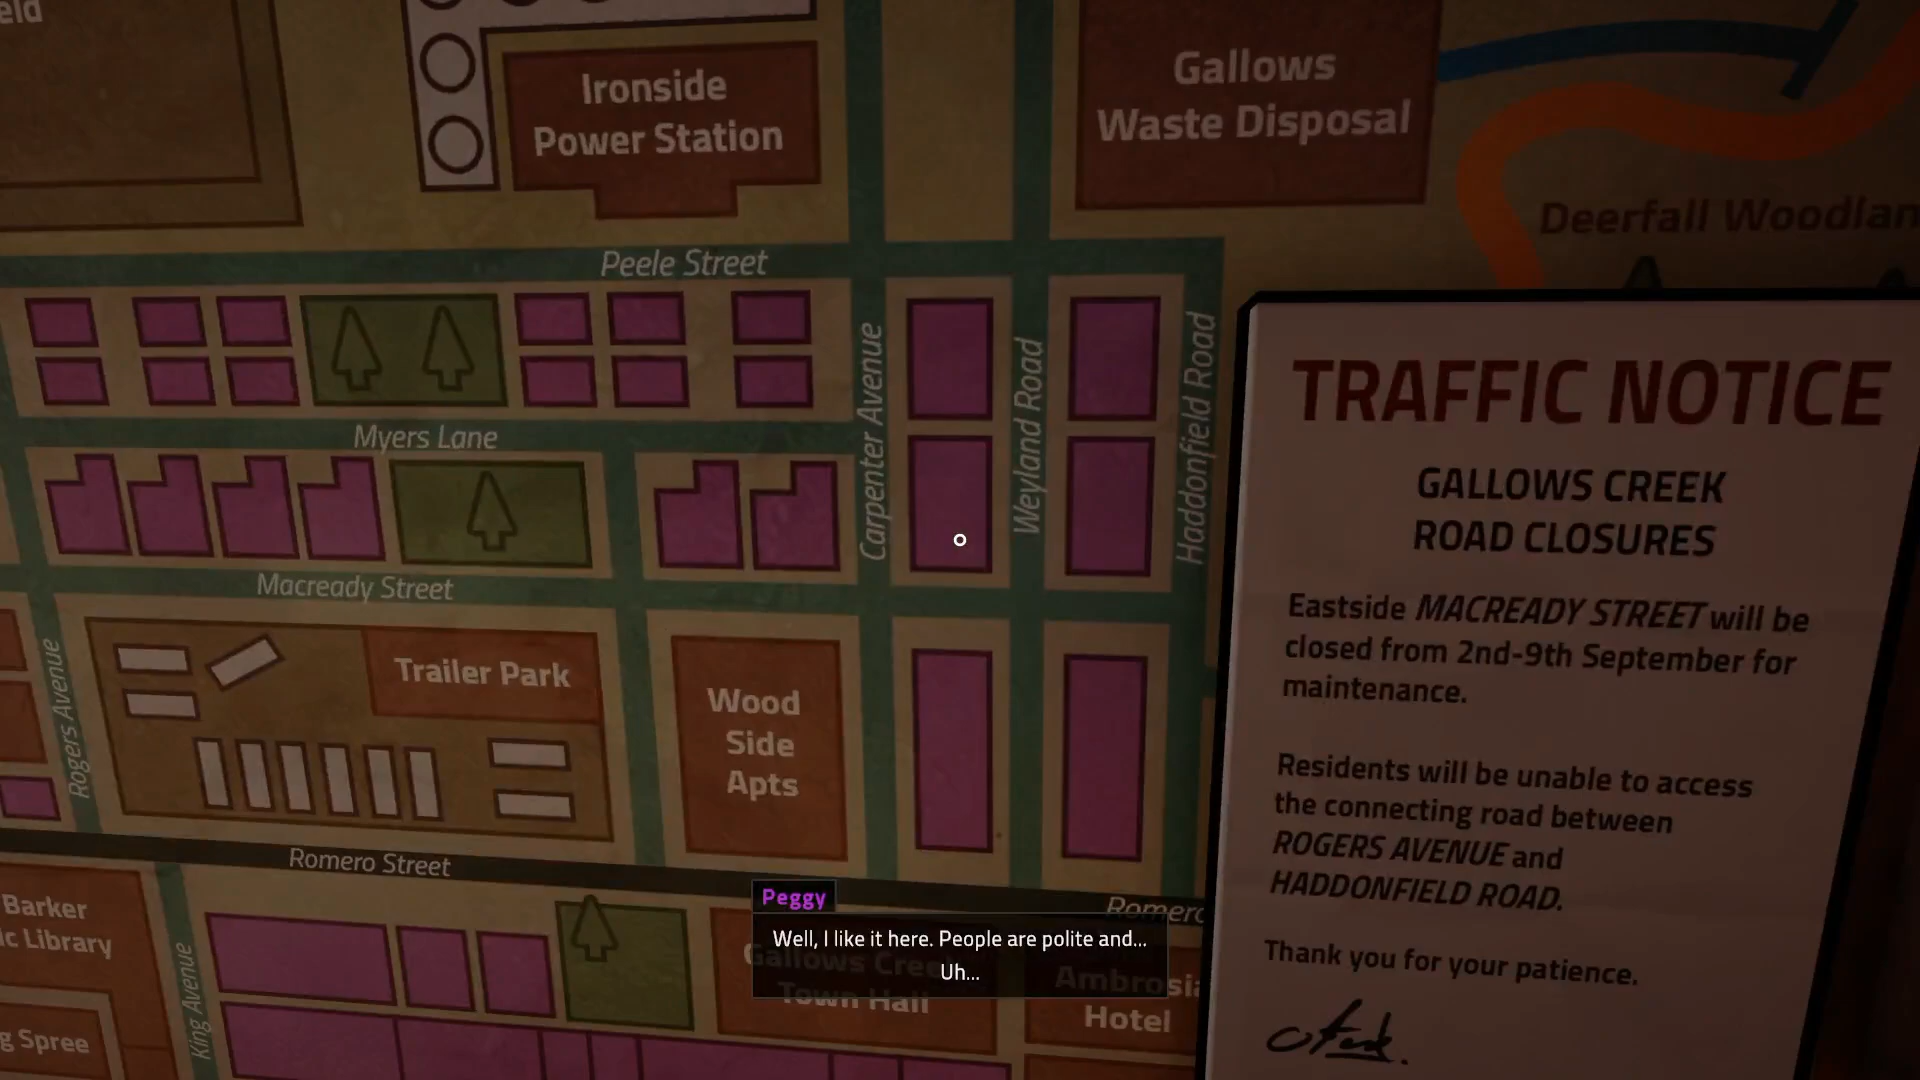 eld
Ironside
Power Station
Gallows
Waste Disposal
Peele Street
Myers Lane
Carpenter Avenue
Weyland Road
Haddonfield Road
Macready Street
Rogers Avenue
Trailer Park
Wood
Side
Apts
Romero Street
Barker
ic Library
King Avenue
g Spree
Gallows Creek
Town Hall
Ambrosia
Hotel
Peggy
Well, I like it here. People are polite and...
Uh...
TRAFFIC NOTICE
GALLOWS CREEK
ROAD CLOSURES
Eastside MACREADY STREET will be
closed from 2nd-9th September for
maintenance.
Residents will be unable to access
the connecting road between
ROGERS AVENUE and
HADDONFIELD ROAD.
Thank you for your patience.
Deerfall Woodlan
Romero